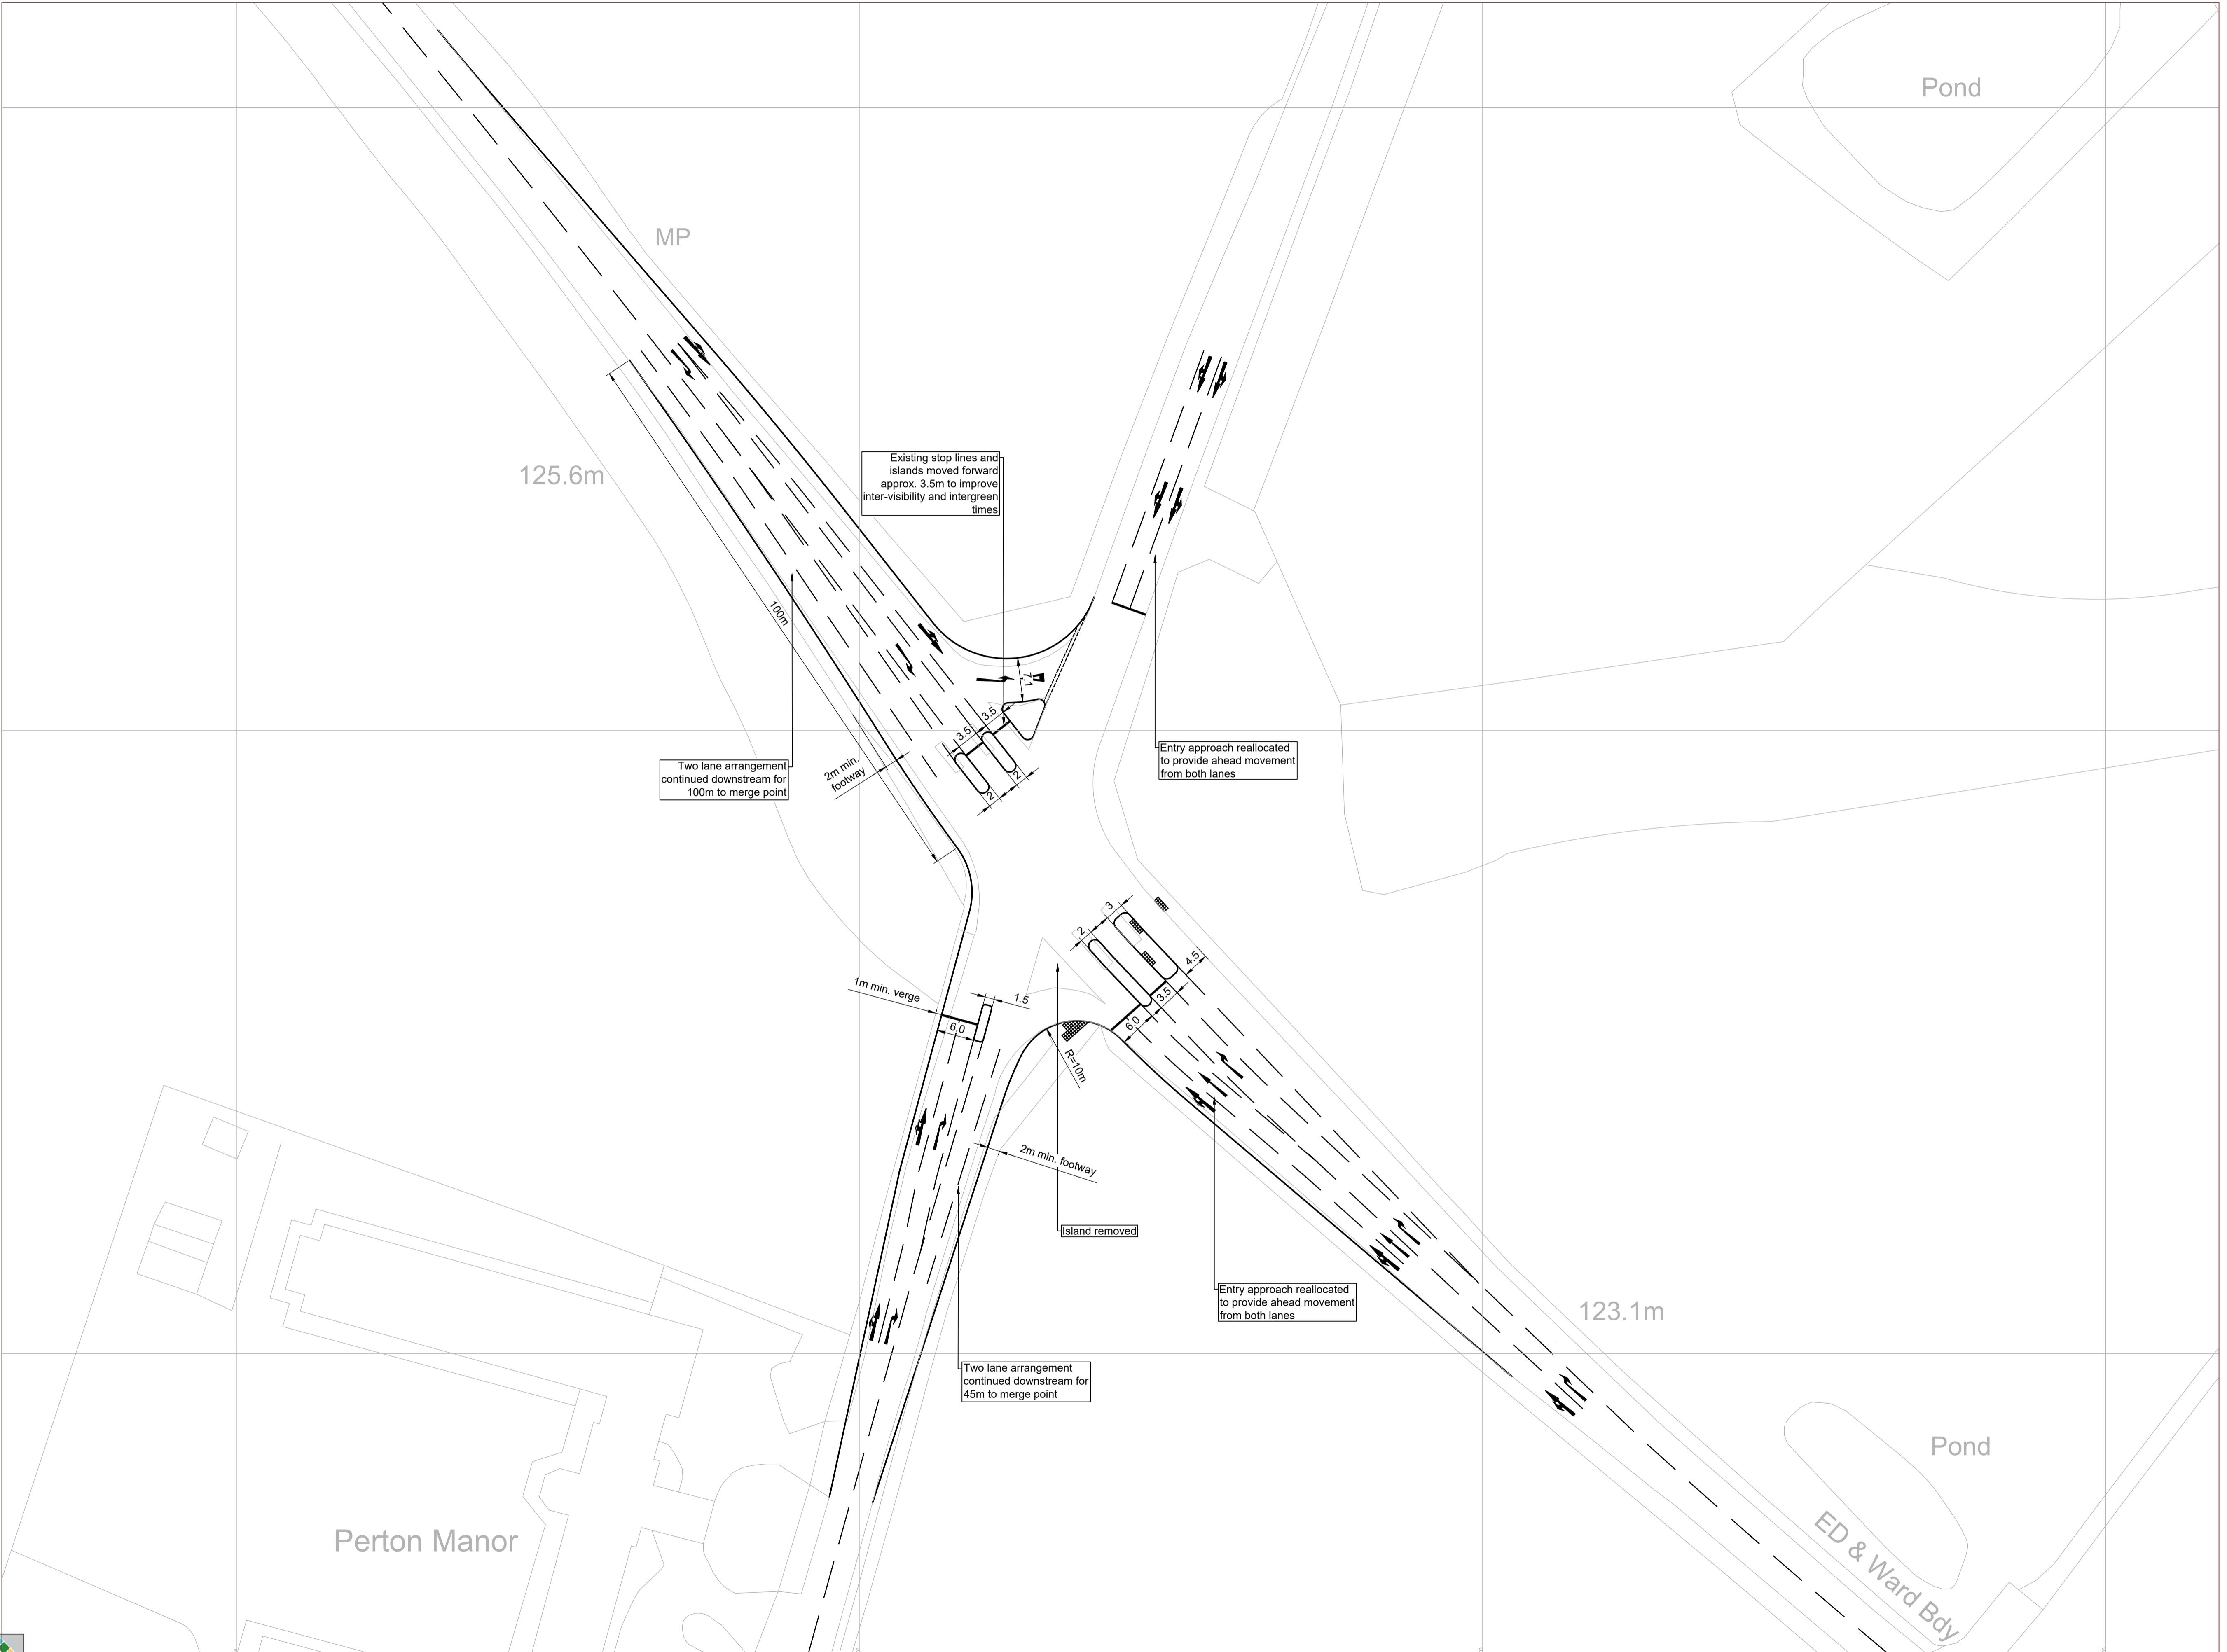 Pond
MP
Existing stop lines and
islands moved forward
approx. 3.5m to improve
inter-visibility and intergreen
times
125.6m
100m
7.1
3.5
3.5
2
2
2m min.
footway
Two lane arrangement
continued downstream for
100m to merge point
Entry approach reallocated
to provide ahead movement
from both lanes
3
2
4.5
3.5
6.0
1m min. verge
1.5
6.0
R=10m
2m min. footway
Island removed
Entry approach reallocated
to provide ahead movement
from both lanes
123.1m
Two lane arrangement
continued downstream for
45m to merge point
Pond
Perton Manor
ED & Ward Bdy